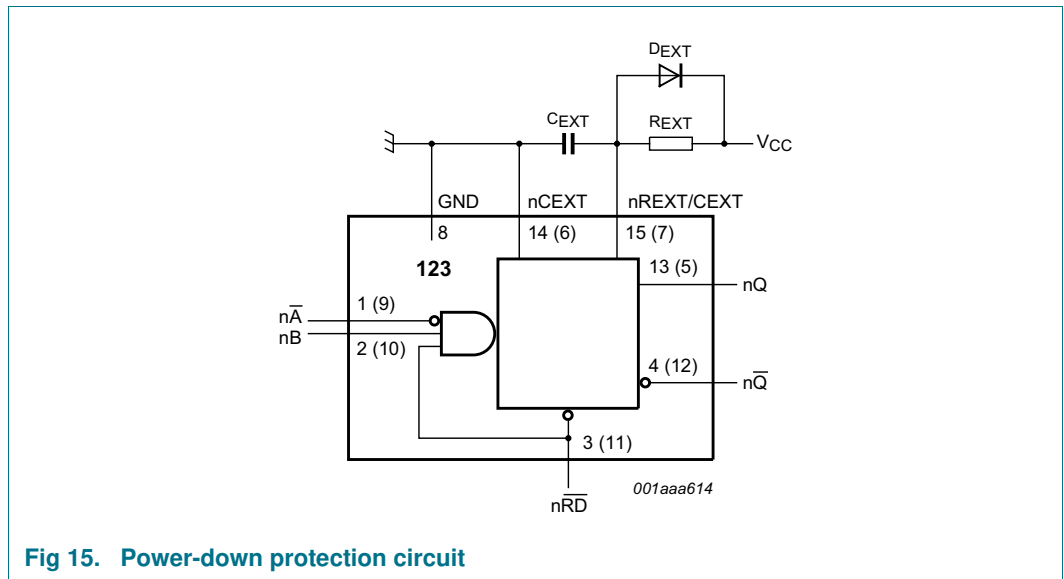 DEXT
CEXT
REXT
VCC
GND
nCEXT
nREXT/CEXT
8
14 (6)
15 (7)
123
13 (5)
nQ
1 (9)
nA̅
nB
2 (10)
4 (12)
nQ̅
3 (11)
001aaa614
nR̅D̅
Fig 15. Power-down protection circuit